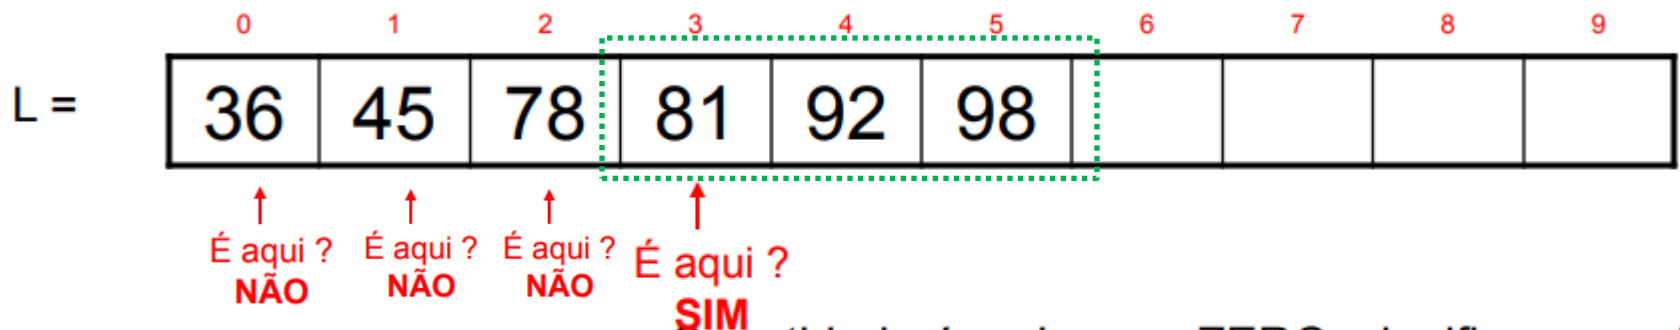 0 1 2 3 4 5 6 7 8 9
L = 36 45 78 81 92 98
É aqui ? É aqui ? É aqui ? É aqui ?
NÃO NÃO NÃO SIM